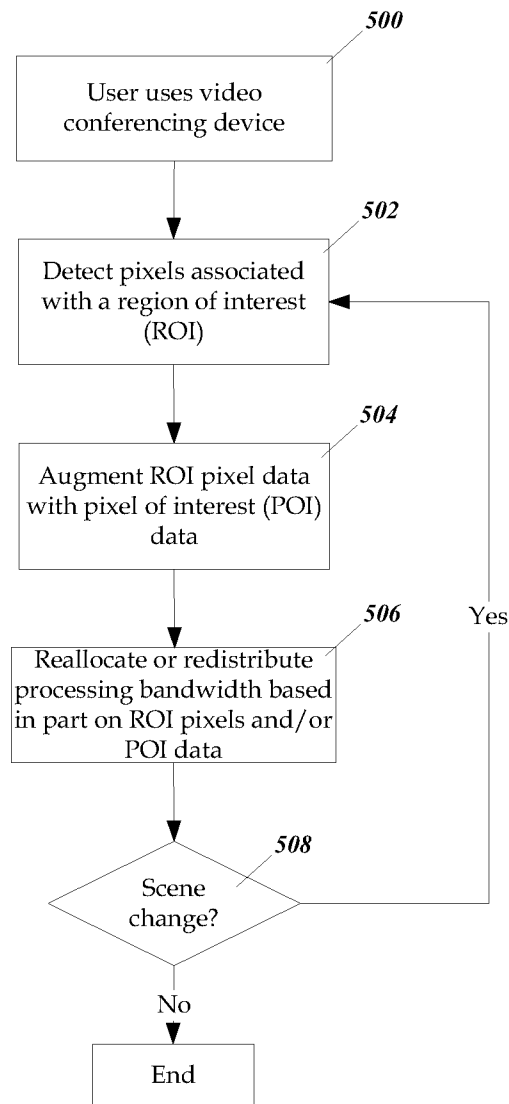 500
User uses video
conferencing device
502
Detect pixels associated
with a region of interest
(ROI)
504
Augment ROI pixel data
with pixel of interest (POI)
data
506
Reallocate or redistribute
processing bandwidth based
in part on ROI pixels and/or
POI data
Yes
508
Scene
change?
No
End